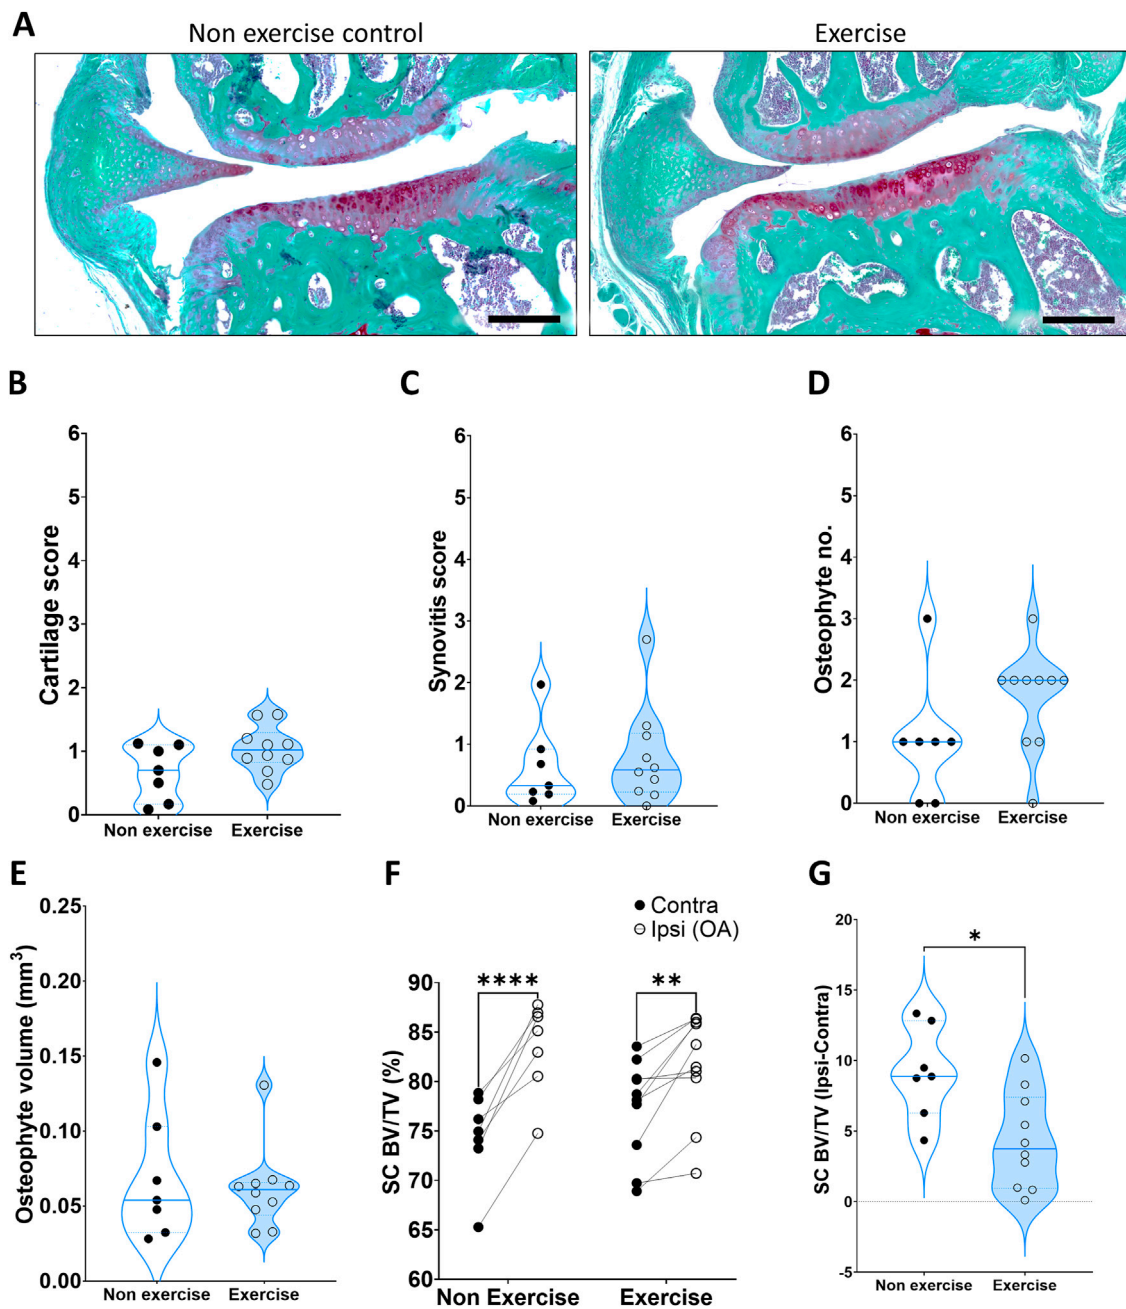 A
Non exercise control
Exercise
B
Cartilage score
6
5
4
3
2
1
0
Non exercise
Exercise
C
Synovitis score
6
5
4
3
2
1
0
Non exercise
Exercise
D
Osteophyte no.
6
5
4
3
2
1
0
Non exercise
Exercise
E
Osteophyte volume (mm³)
0.25
0.20
0.15
0.10
0.05
0.00
Non exercise
Exercise
F
Contra
Ipsi (OA)
SC BV/TV (%)
90
85
80
75
70
65
60
****
**
Non Exercise
Exercise
G
SC BV/TV (Ipsi-Contra)
20
15
10
5
0
-5
*
Non exercise
Exercise